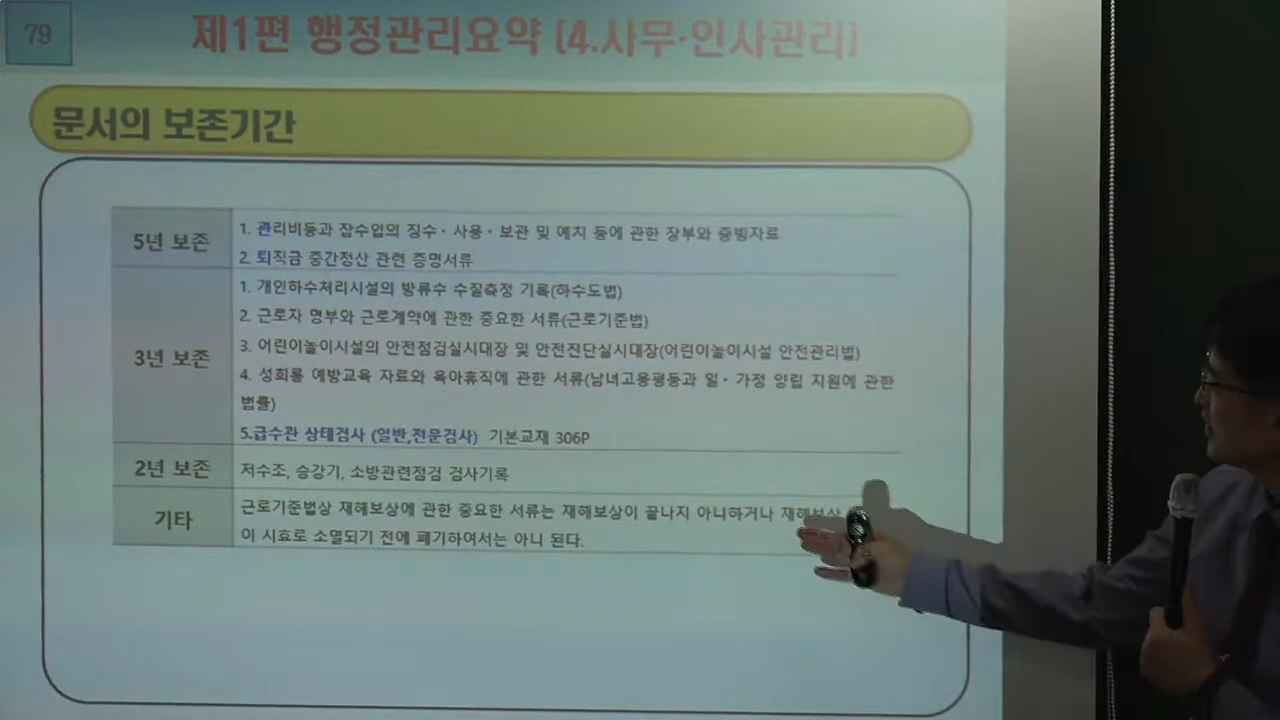 79
제1편 행정관리요약 [4.사무·인사관리]
문서의 보존기간
5년 보존
1. 관리비등과 잡수입의 징수·사용·보관 및 예치 등에 관한 장부와 증빙자료
2. 퇴직금 중간정산 관련 증명서류
3년 보존
1. 개인하수처리시설의 방류수 수질측정 기록(하수도법)
2. 근로자 명부와 근로계약에 관한 중요한 서류(근로기준법)
3. 어린이놀이시설의 안전점검실시대장 및 안전진단실시대장(어린이놀이시설 안전관리법)
4. 성희롱 예방교육 자료와 육아휴직에 관한 서류(남녀고용평등과 일·가정 양립 지원에 관한
법률)
5.급수관 상태검사 (일반,전문검사) 기본교재 306P
2년 보존
저수조, 승강기, 소방관련점검 검사기록
기타
근로기준법상 재해보상에 관한 중요한 서류는 재해보상이 끝나지 아니하거나 재해보상
이 시효로 소멸되기 전에 폐기하여서는 아니 된다.